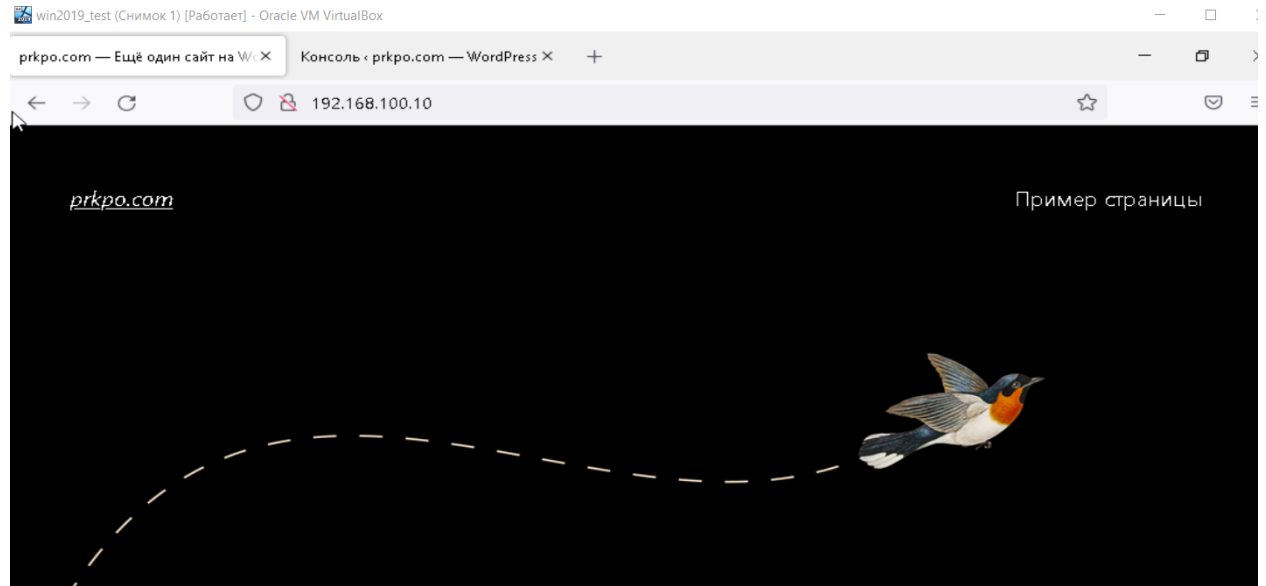 win2019_test (Снимок 1) [Работает] - Oracle VM VirtualBox
prkpo.com — Ещё один сайт на Wo Консоль ‹ prkpo.com — WordPress
192.168.100.10
prkpo.com Пример страницы